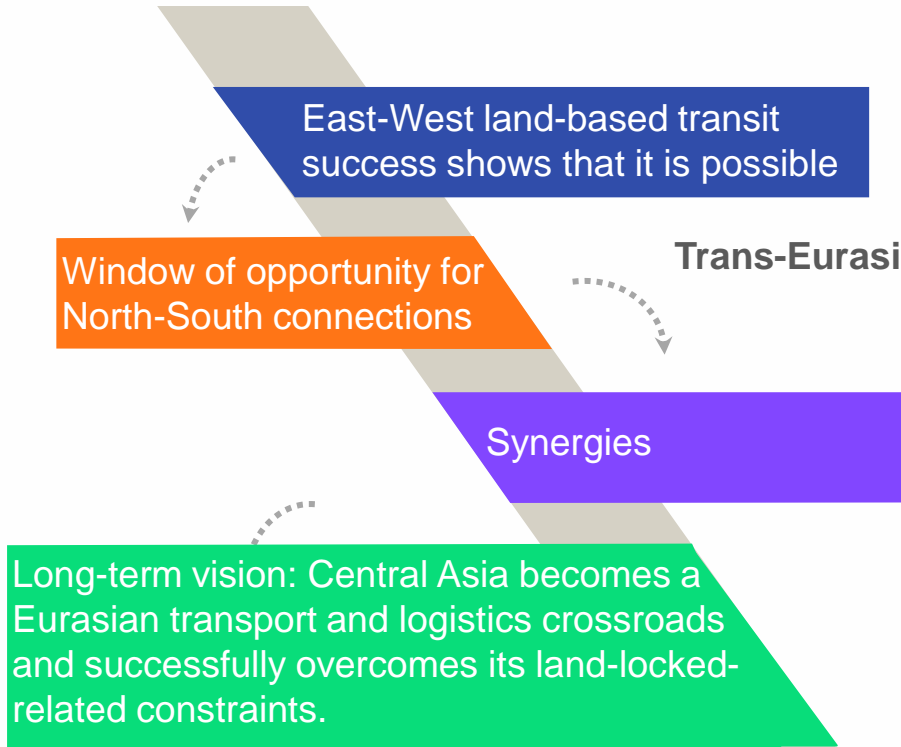 East-West land-based transit
success shows that it is possible
Window of opportunity for
North-South connections
Trans-Eurasi
Synergies
Long-term vision: Central Asia becomes a
Eurasian transport and logistics crossroads
and successfully overcomes its land-locked-
related constraints.